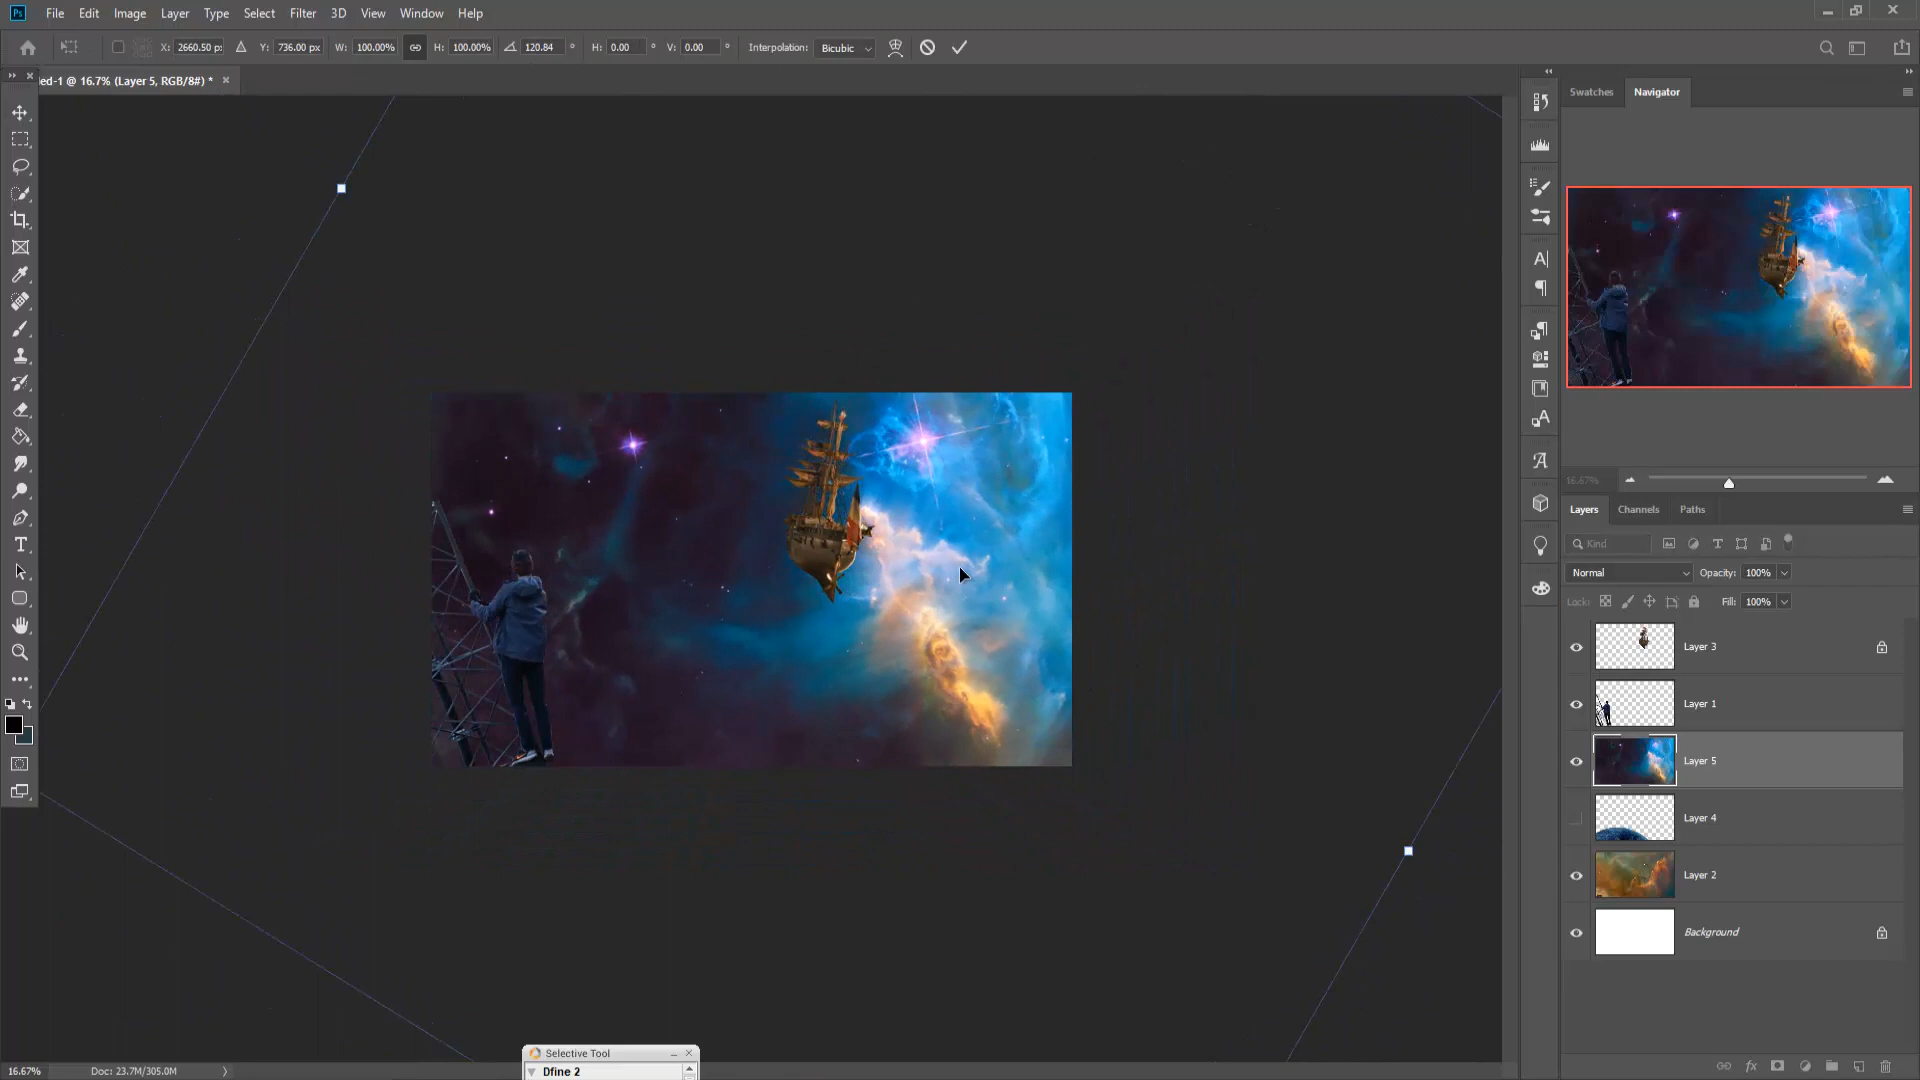 Ps File Edit Image Layer Type Select Filter 3D View Window Help
X: 2660.50 px Y: 736.00 px W: 100.00% H: 100.00% 120.84 ° H: 0.00 ° V: 0.00 ° Interpolation: Bicubic
ed-1 @ 16.7% (Layer 5, RGB/8#) *
Swatches Navigator
16.67%
Layers Channels Paths
Kind
Normal Opacity: 100%
Lock: Fill: 100%
Layer 3
Layer 1
Layer 5
Layer 4
Layer 2
Background
Selective Tool
Dfine 2
16.67% Doc: 23.7M/305.0M